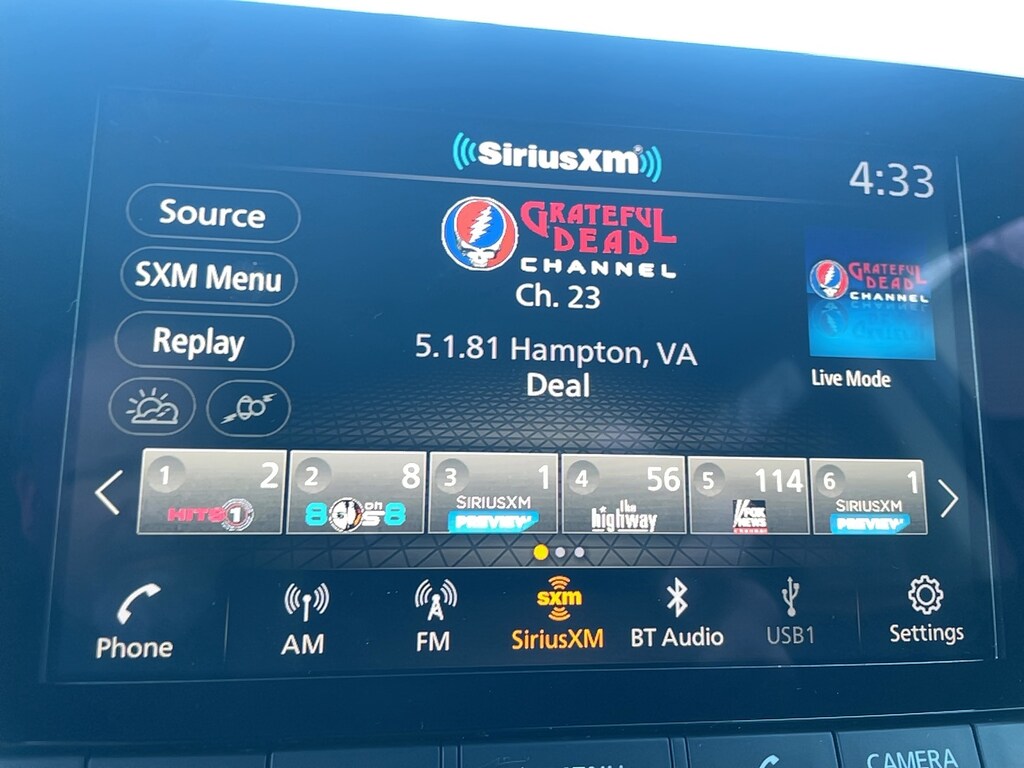 SiriusXM
4:33
Source
SXM Menu
Replay
GRATEFUL
DEAD
CHANNEL
Ch. 23
5.1.81 Hampton, VA
Deal
GRATEFUL
DEAD
CHANNEL
Live Mode
1 2
HITS 1
2 8
80s on 8
3 1
SIRIUSXM
PREVIEW
4 56
the
highway
5 114
FOX
NEWS
channel
6 1
SIRIUSXM
PREVIEW
Phone
AM
FM
sxm
SiriusXM
BT Audio
USB1
Settings
CAMERA